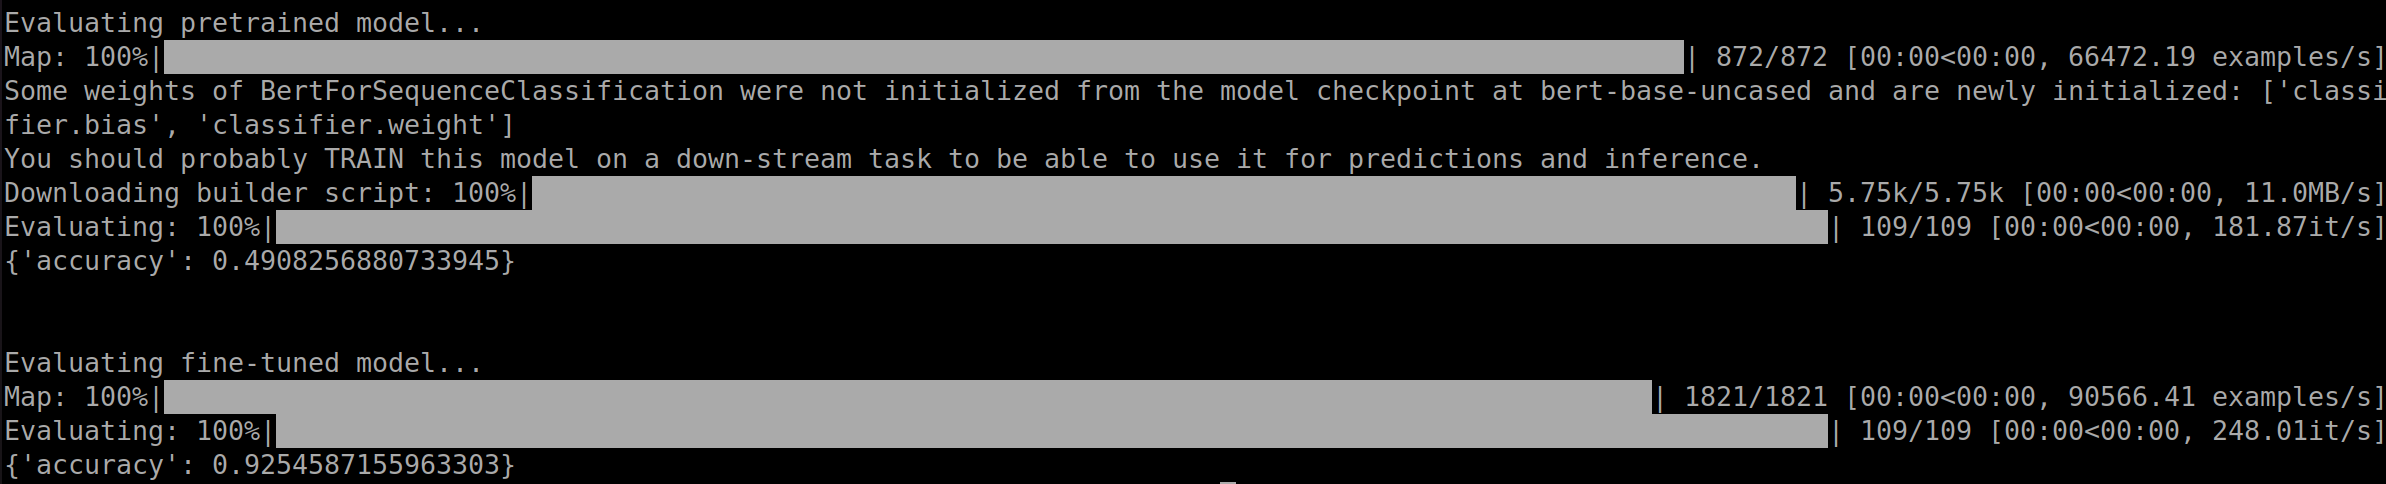 Evaluating pretrained model...
Map: 100%|██████████| 872/872 [00:00<00:00, 66472.19 examples/s]
Some weights of BertForSequenceClassification were not initialized from the model checkpoint at bert-base-uncased and are newly initialized: ['classi
fier.bias', 'classifier.weight']
You should probably TRAIN this model on a down-stream task to be able to use it for predictions and inference.
Downloading builder script: 100%|██████████| 5.75k/5.75k [00:00<00:00, 11.0MB/s]
Evaluating: 100%|██████████| 109/109 [00:00<00:00, 181.87it/s]
{'accuracy': 0.4908256880733945}
Evaluating fine-tuned model...
Map: 100%|██████████| 1821/1821 [00:00<00:00, 90566.41 examples/s]
Evaluating: 100%|██████████| 109/109 [00:00<00:00, 248.01it/s]
{'accuracy': 0.9254587155963303}